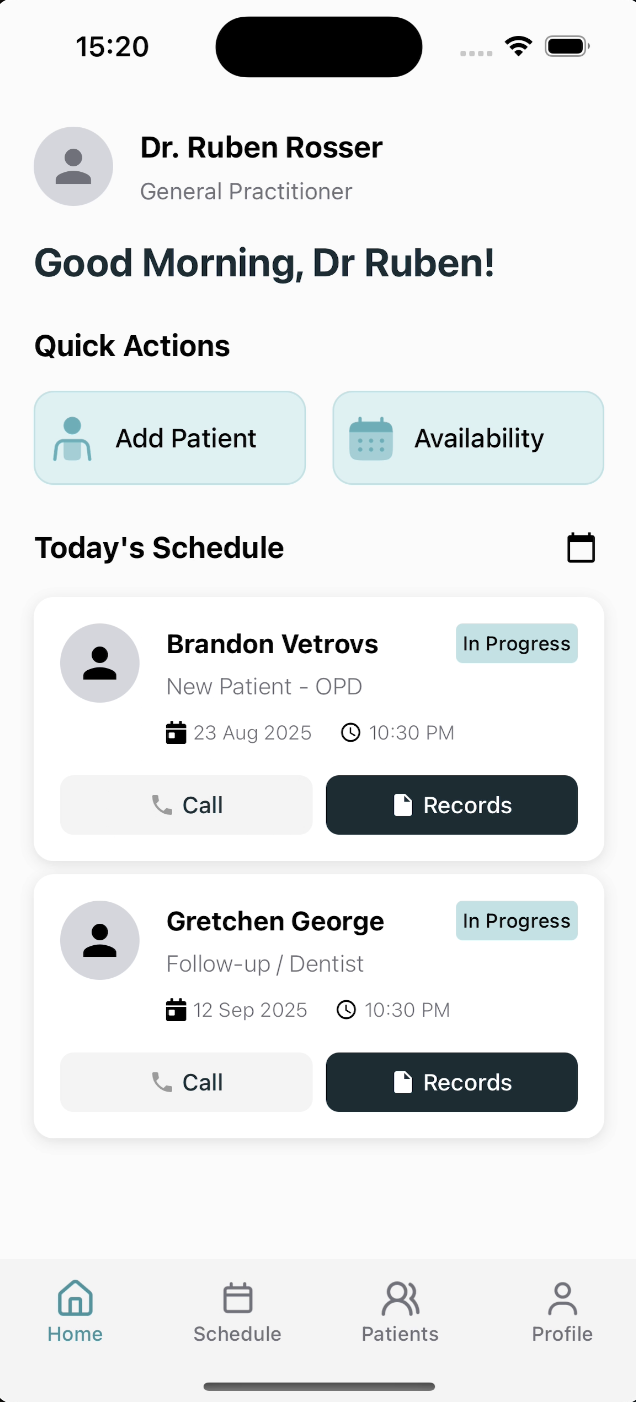 15:20
Dr. Ruben Rosser
General Practitioner
Good Morning, Dr Ruben!
Quick Actions
Add Patient
Availability
Today's Schedule
Brandon Vetrovs
In Progress
New Patient - OPD
23 Aug 2025
10:30 PM
Call
Records
Gretchen George
In Progress
Follow-up / Dentist
12 Sep 2025
10:30 PM
Call
Records
Home
Schedule
Patients
Profile